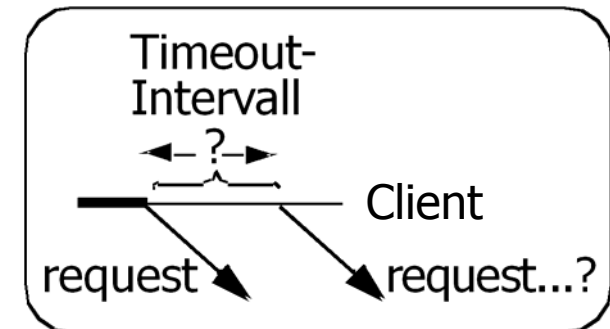 Timeout-
Intervall
?
Client
request
request...?